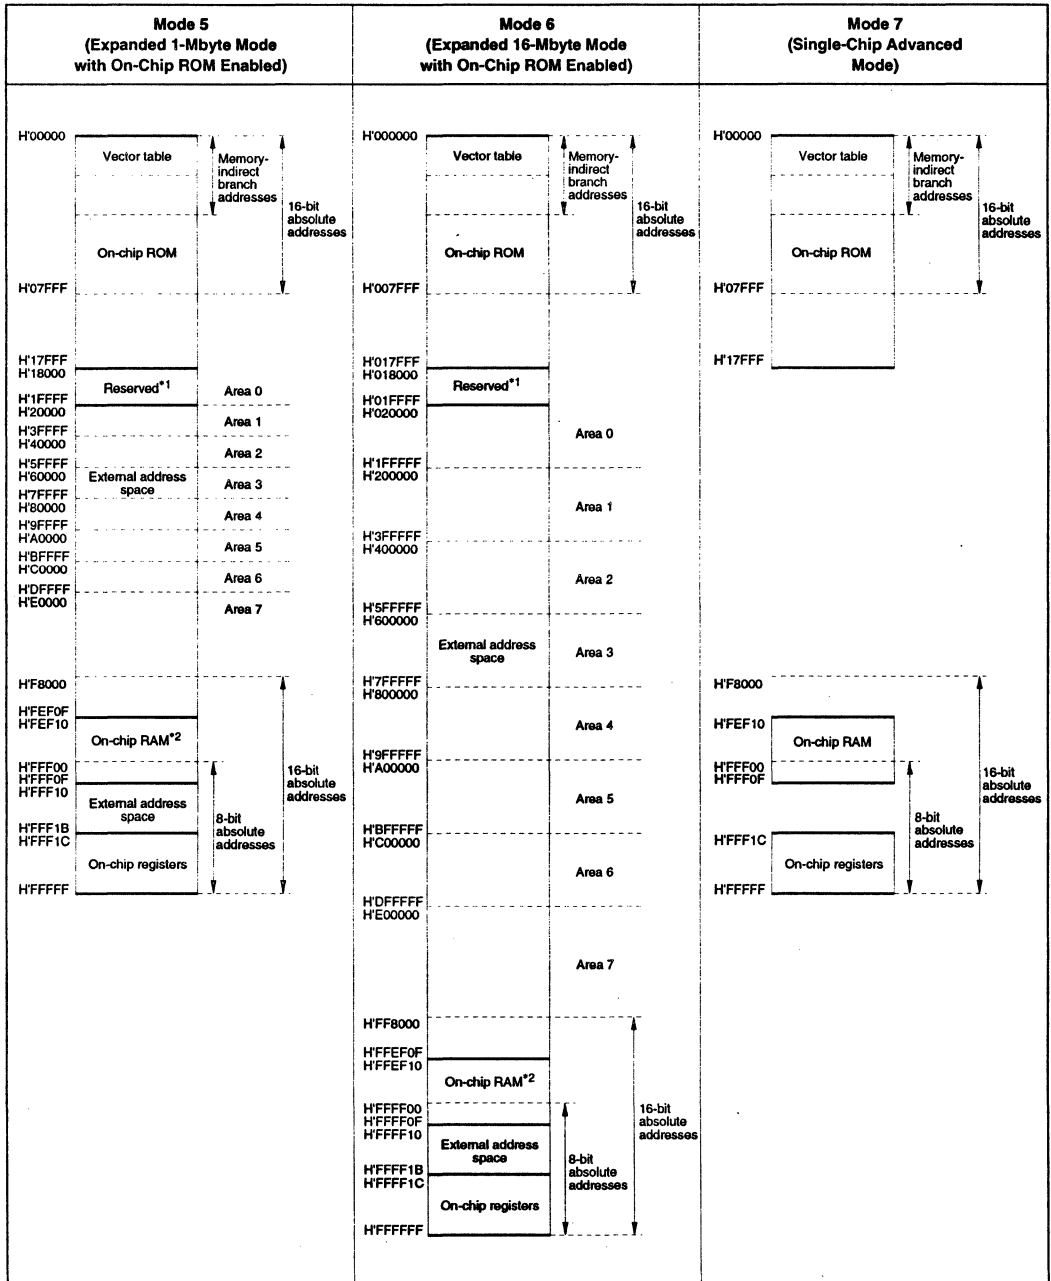 Mode 5
(Expanded 1-Mbyte Mode
with On-Chip ROM Enabled)
Mode 6
(Expanded 16-Mbyte Mode
with On-Chip ROM Enabled)
Mode 7
(Single-Chip Advanced
Mode)
H'00000
Vector table
Memory-
indirect
branch
addresses
16-bit
absolute
addresses
On-chip ROM
H'07FFF
H'17FFF
H'18000
Reserved*1
Area 0
H'1FFFF
H'20000
Area 1
H'3FFFF
H'40000
Area 2
H'5FFFF
H'60000
External address
space
Area 3
H'7FFFF
H'80000
Area 4
H'9FFFF
H'A0000
Area 5
H'BFFFF
H'C0000
Area 6
H'DFFFF
H'E0000
Area 7
H'F8000
H'FEF0F
H'FEF10
On-chip RAM*2
H'FFF00
H'FFF0F
H'FFF10
16-bit
absolute
addresses
External address
space
8-bit
absolute
addresses
H'FFF1B
H'FFF1C
On-chip registers
H'FFFFF
H'000000
Vector table
Memory-
indirect
branch
addresses
16-bit
absolute
addresses
On-chip ROM
H'007FFF
H'017FFF
H'018000
Reserved*1
H'01FFFF
H'020000
Area 0
H'1FFFFF
H'200000
Area 1
H'3FFFFF
H'400000
Area 2
H'5FFFFF
H'600000
External address
space
Area 3
H'7FFFFF
H'800000
Area 4
H'9FFFFF
H'A00000
Area 5
H'BFFFFF
H'C00000
Area 6
H'DFFFFF
H'E00000
Area 7
H'FF8000
H'FFEF0F
H'FFEF10
On-chip RAM*2
H'FFFF00
H'FFFF0F
H'FFFF10
16-bit
absolute
addresses
External address
space
8-bit
absolute
addresses
H'FFFF1B
H'FFFF1C
On-chip registers
H'FFFFFF
H'00000
Vector table
Memory-
indirect
branch
addresses
16-bit
absolute
addresses
On-chip ROM
H'07FFF
H'17FFF
H'F8000
H'FEF10
On-chip RAM
H'FFF00
H'FFF0F
16-bit
absolute
addresses
8-bit
absolute
addresses
H'FFF1C
On-chip registers
H'FFFFF